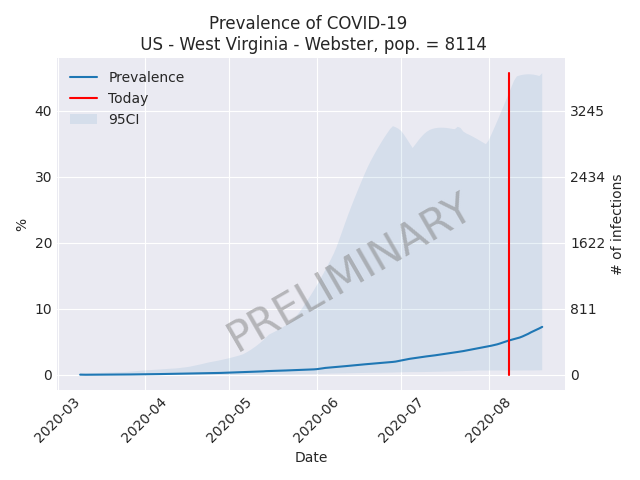 Prevalence of COVID-19
US - West Virginia - Webster, pop. = 8114
Prevalence
Today
95CI
PRELIMINARY
%
40
30
20
10
0
3245
2434
1622
811
0
# of infections
2020-03
2020-04
2020-05
2020-06
2020-07
2020-08
Date